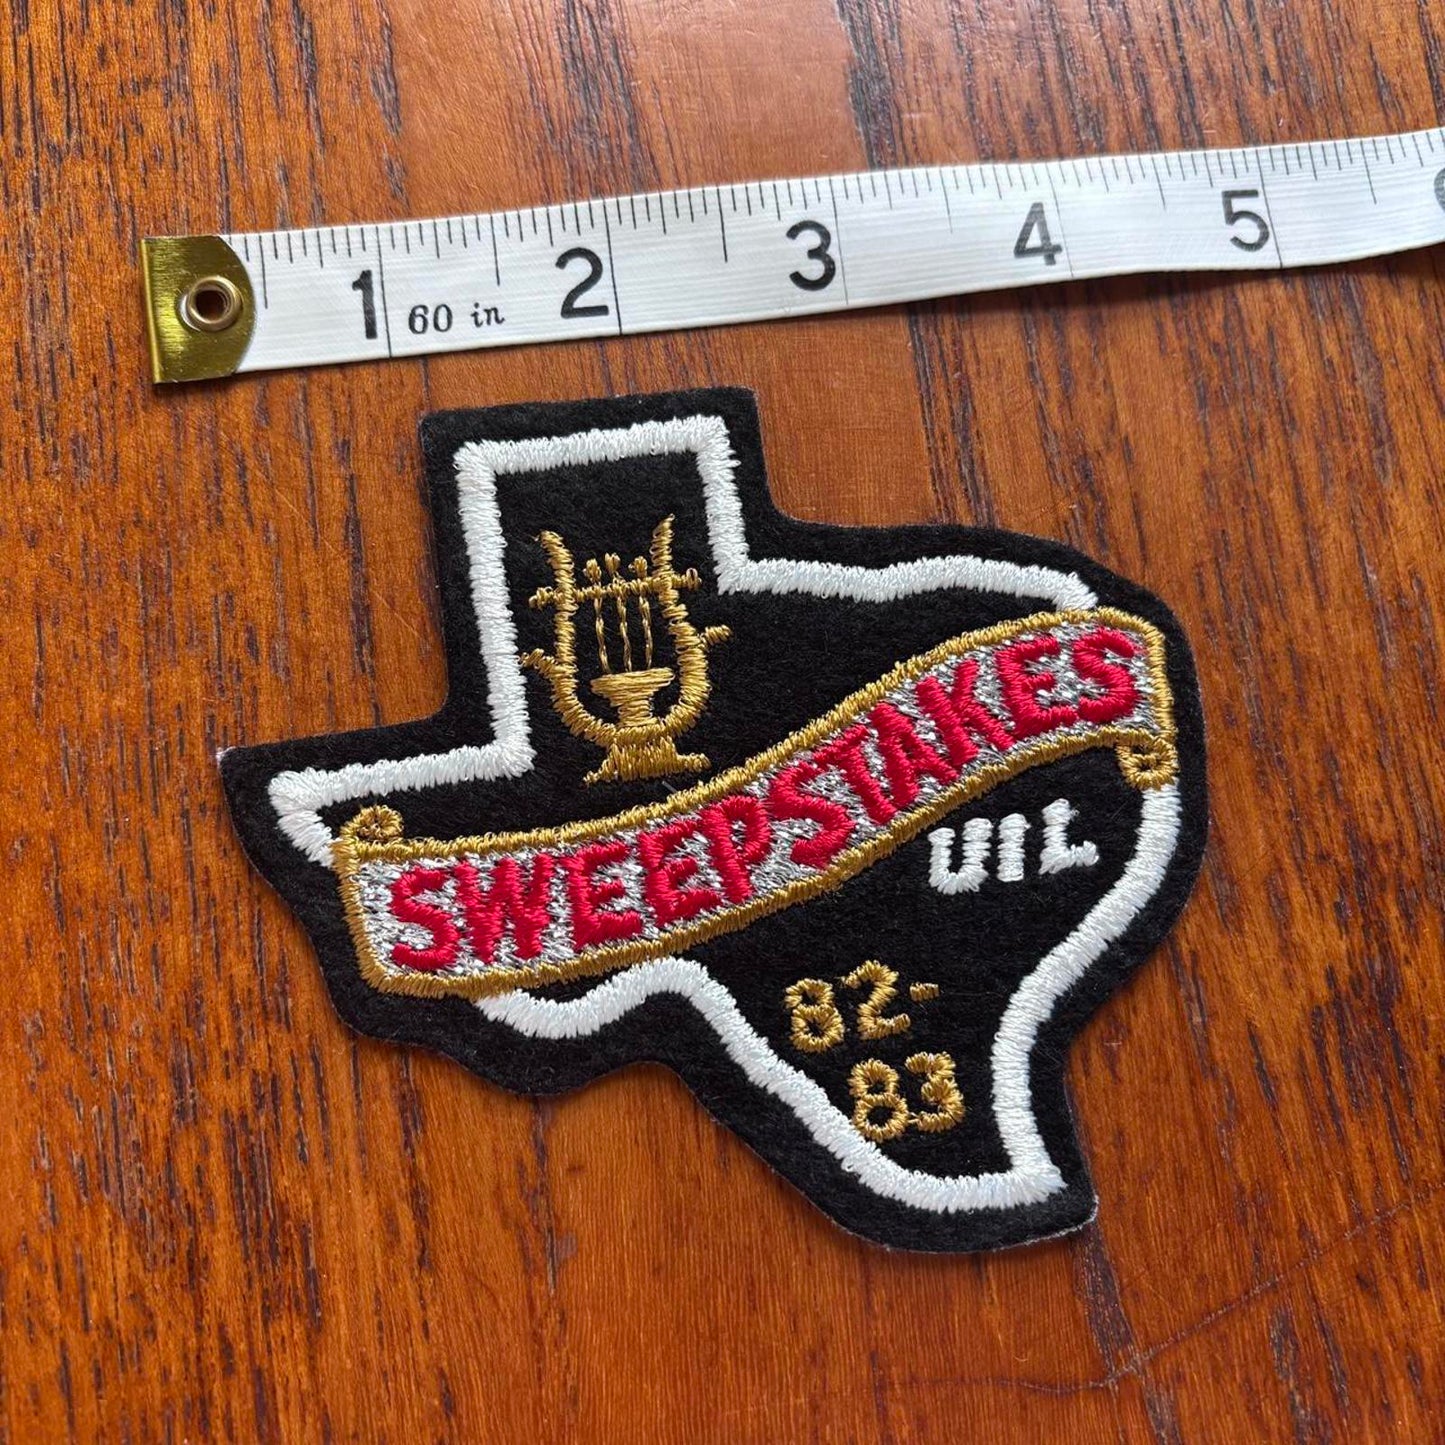 1 60 in 2 3 4 5
SWEEPSTAKES
UIL
82-
83